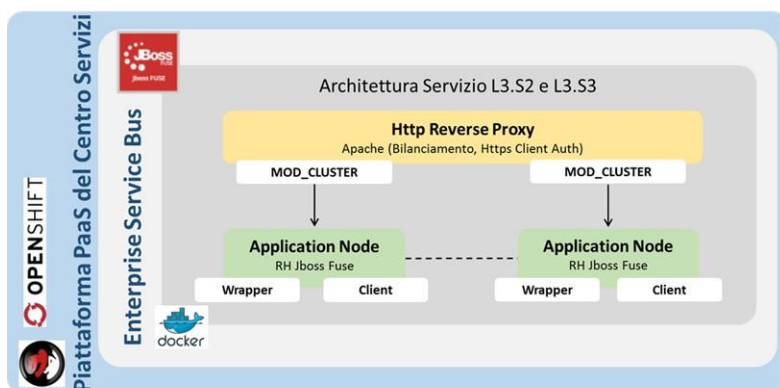 Piattaforma PaaS del Centro Servizi
OPENSHIFT
Enterprise Service Bus
JBoss
FUSE
Jboss FUSE
docker
Architettura Servizio L3.S2 e L3.S3
Http Reverse Proxy
Apache (Bilanciamento, Https Client Auth)
MOD_CLUSTER
MOD_CLUSTER
Application Node
RH Jboss Fuse
Wrapper
Client
Application Node
RH Jboss Fuse
Wrapper
Client